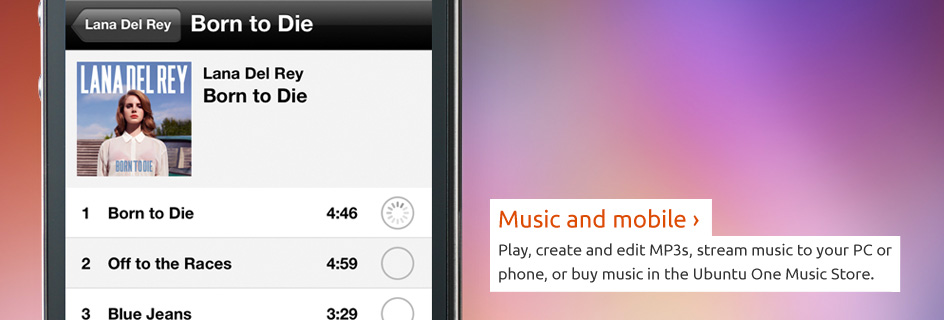 Lana Del Rey
Born to Die
LANA DEL REY
BORN TO DIE
Lana Del Rey
Born to Die
1 Born to Die 4:46
2 Off to the Races 4:59
3 Blue Jeans 3:29
Music and mobile ›
Play, create and edit MP3s, stream music to your PC or
phone, or buy music in the Ubuntu One Music Store.